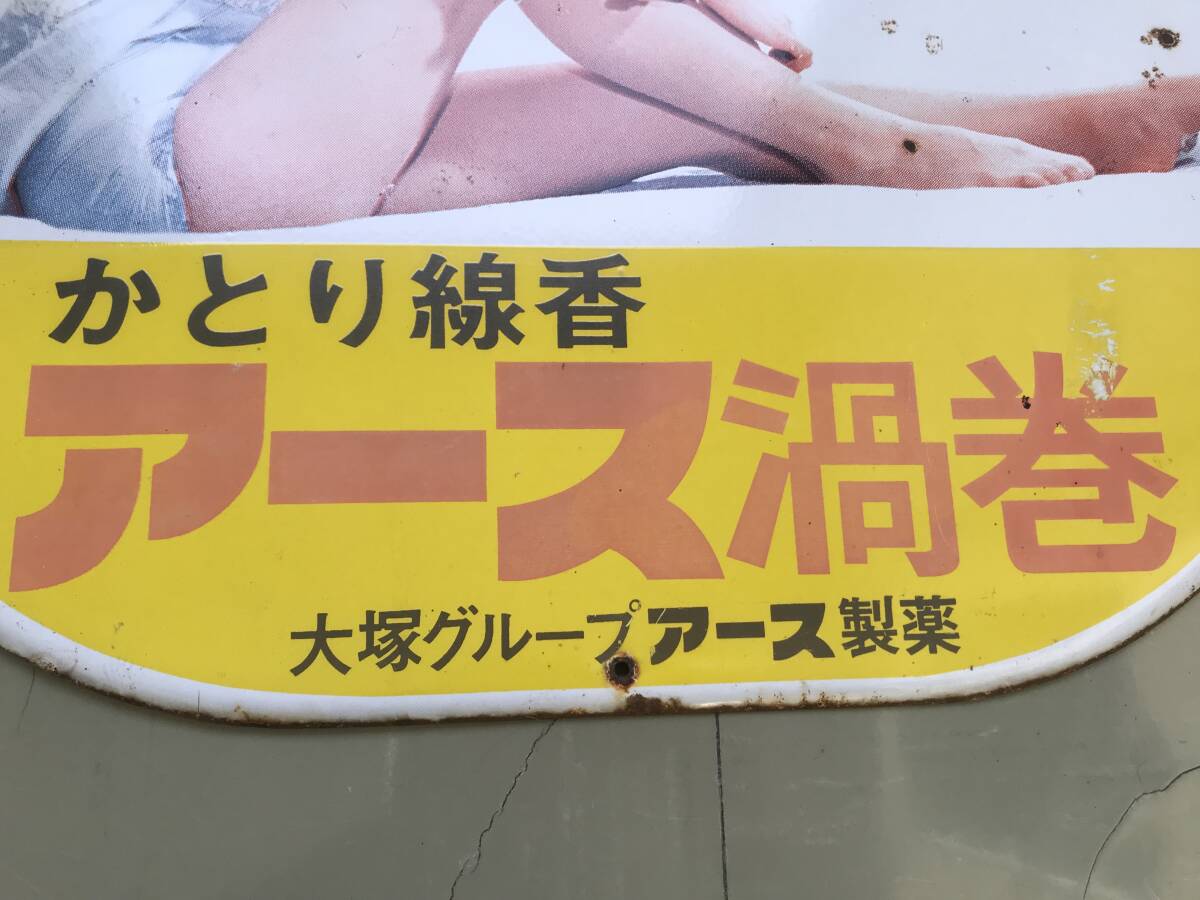 かとり線香
アース渦巻
大塚グループアース製薬